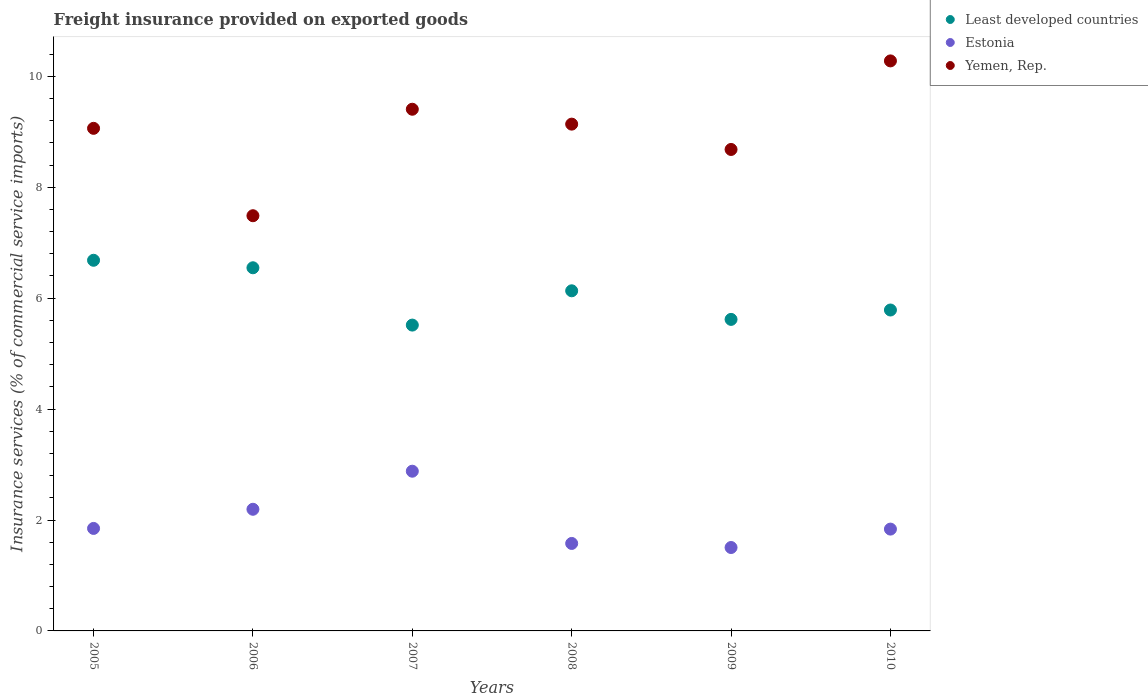 Freight insurance provided on exported goods
Least developed countries
Estonia
Yemen, Rep.
Insurance services (% of commercial service imports)
10
8
6
4
2
0
2005
2006
2007
2008
2009
2010
Years